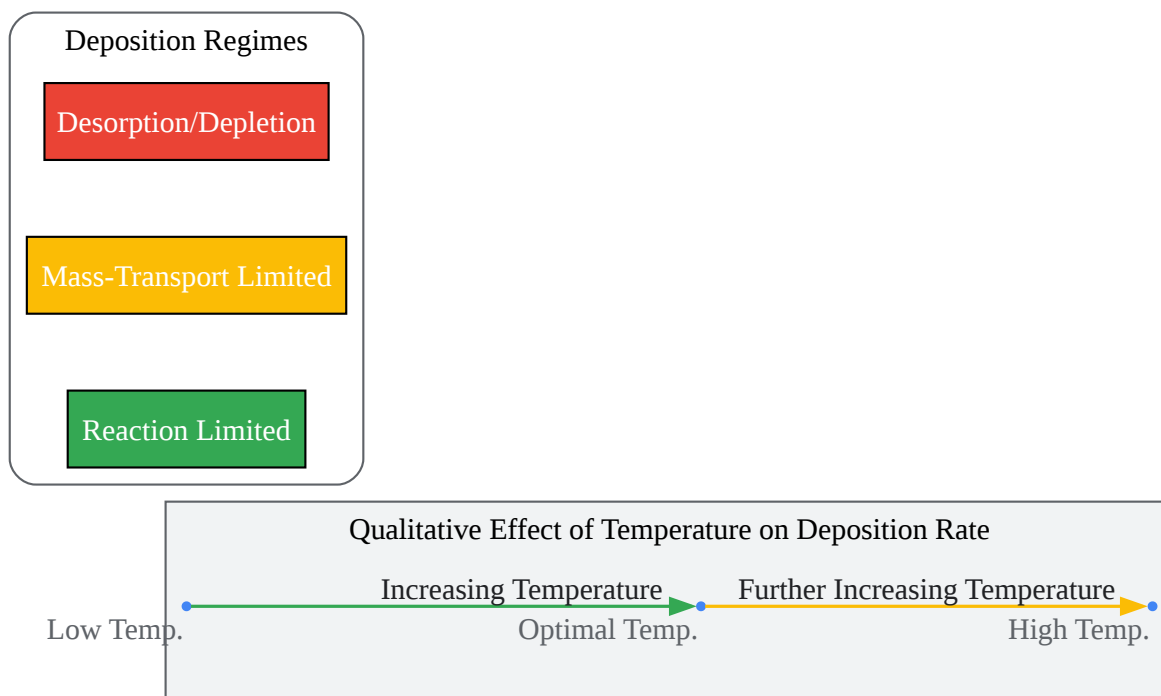 Deposition Regimes
Desorption/Depletion
Mass-Transport Limited
Reaction Limited
Qualitative Effect of Temperature on Deposition Rate
Increasing Temperature
Further Increasing Temperature
Low Temp.
Optimal Temp.
High Temp.